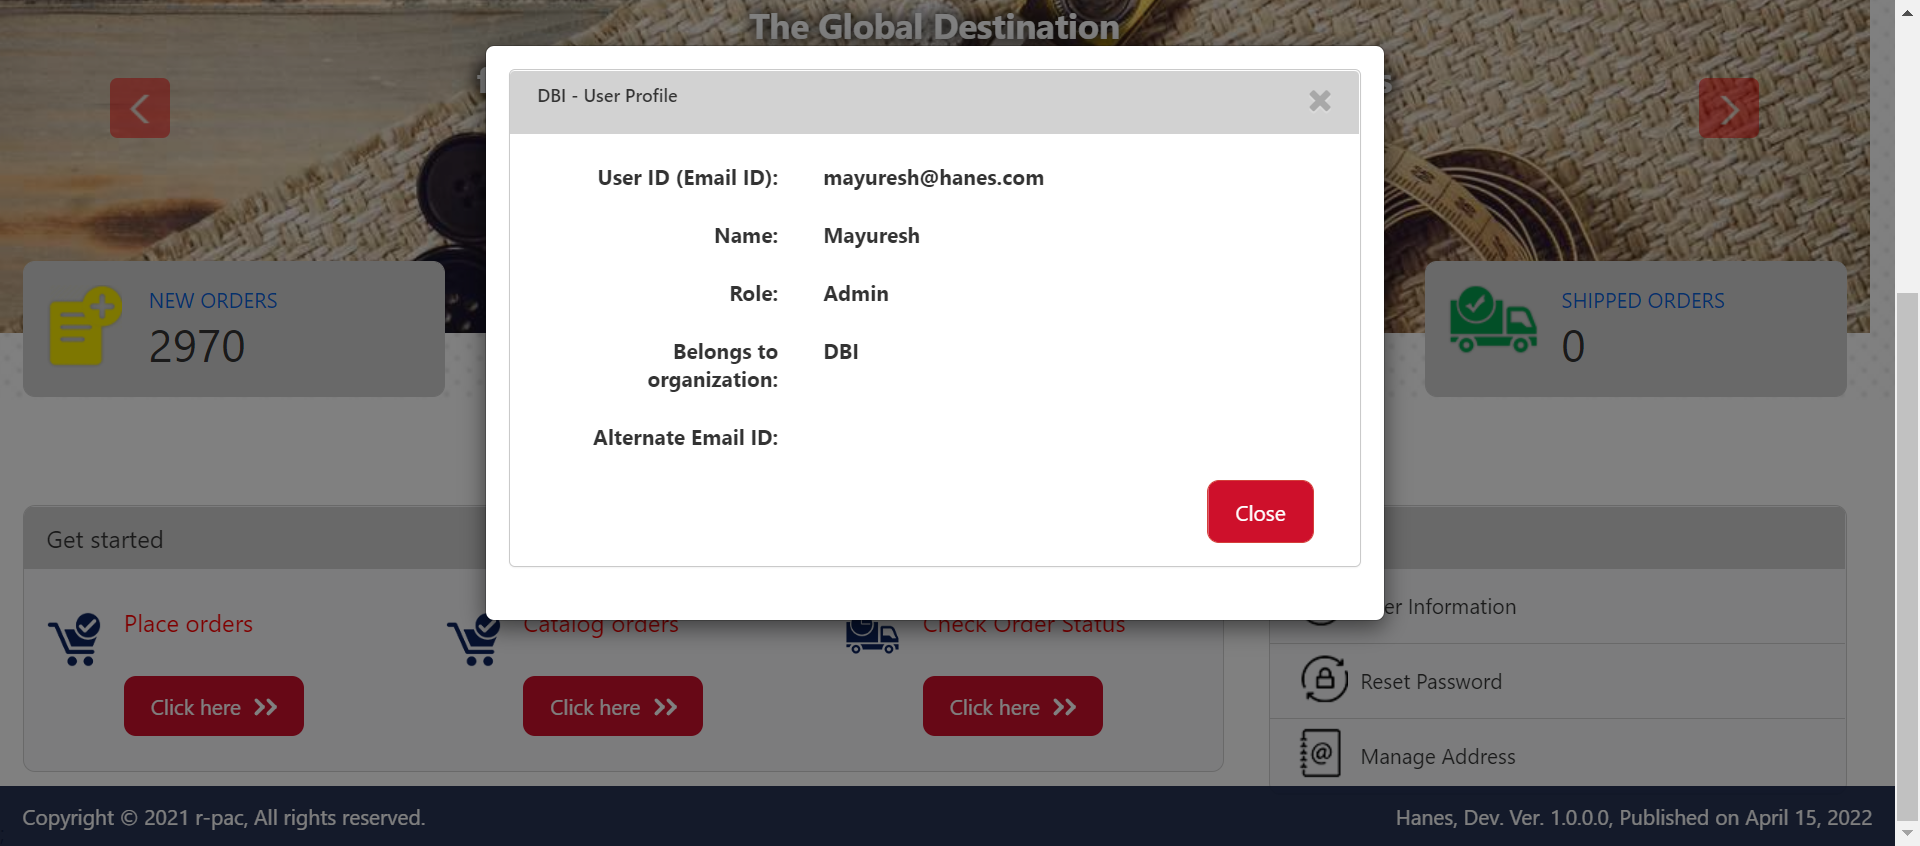 The Global Destination
DBI - User Profile
User ID (Email ID): mayuresh@hanes.com
Name: Mayuresh
Role: Admin
Belongs to organization: DBI
Alternate Email ID:
Close
NEW ORDERS
2970
SHIPPED ORDERS
0
Get started
Place orders
Catalog orders
Check Order Status
Click here
Click here
Click here
er Information
Reset Password
Manage Address
Copyright © 2021 r-pac, All rights reserved.
Hanes, Dev. Ver. 1.0.0.0, Published on April 15, 2022